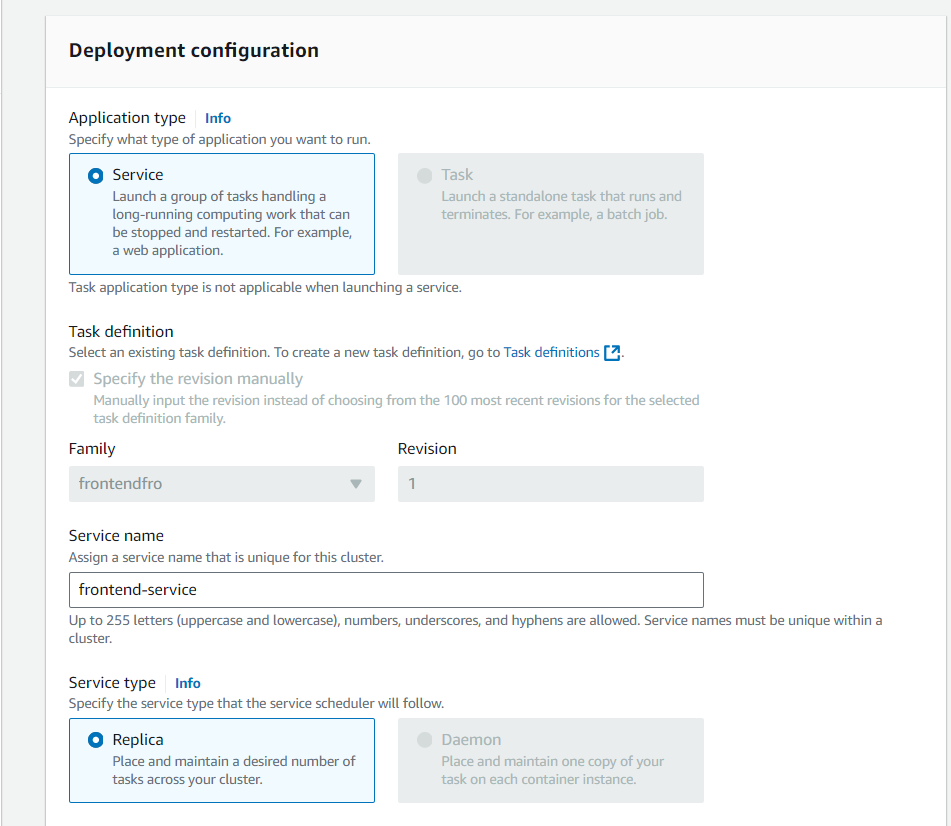 Deployment configuration
Application type Info
Specify what type of application you want to run.
Service
Launch a group of tasks handling a
long-running computing work that can
be stopped and restarted. For example,
a web application.
Task
Launch a standalone task that runs and
terminates. For example, a batch job.
Task application type is not applicable when launching a service.
Task definition
Select an existing task definition. To create a new task definition, go to Task definitions.
Specify the revision manually
Manually input the revision instead of choosing from the 100 most recent revisions for the selected
task definition family.
Family
frontendfro
Revision
1
Service name
Assign a service name that is unique for this cluster.
frontend-service
Up to 255 letters (uppercase and lowercase), numbers, underscores, and hyphens are allowed. Service names must be unique within a
cluster.
Service type Info
Specify the service type that the service scheduler will follow.
Replica
Place and maintain a desired number of
tasks across your cluster.
Daemon
Place and maintain one copy of your
task on each container instance.